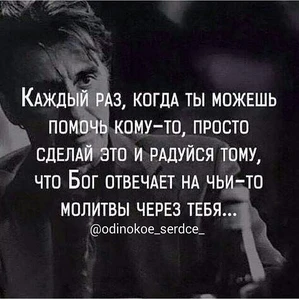 Каждый раз, когда ты можешь
помочь кому-то, просто
сделай это и радуйся тому,
что Бог отвечает на чьи-то
молитвы через тебя...
@odinokoe_serdce_